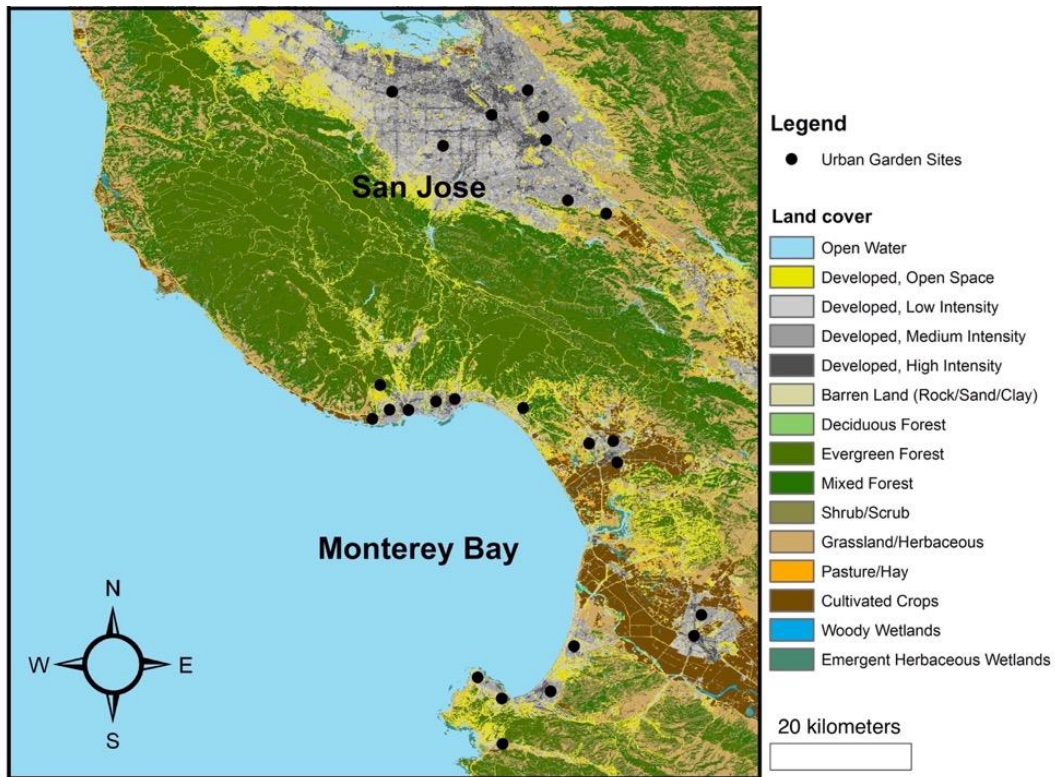 San Jose
Monterey Bay
N
W
E
S
Legend
Urban Garden Sites
Land cover
Open Water
Developed, Open Space
Developed, Low Intensity
Developed, Medium Intensity
Developed, High Intensity
Barren Land (Rock/Sand/Clay)
Deciduous Forest
Evergreen Forest
Mixed Forest
Shrub/Scrub
Grassland/Herbaceous
Pasture/Hay
Cultivated Crops
Woody Wetlands
Emergent Herbaceous Wetlands
20 kilometers